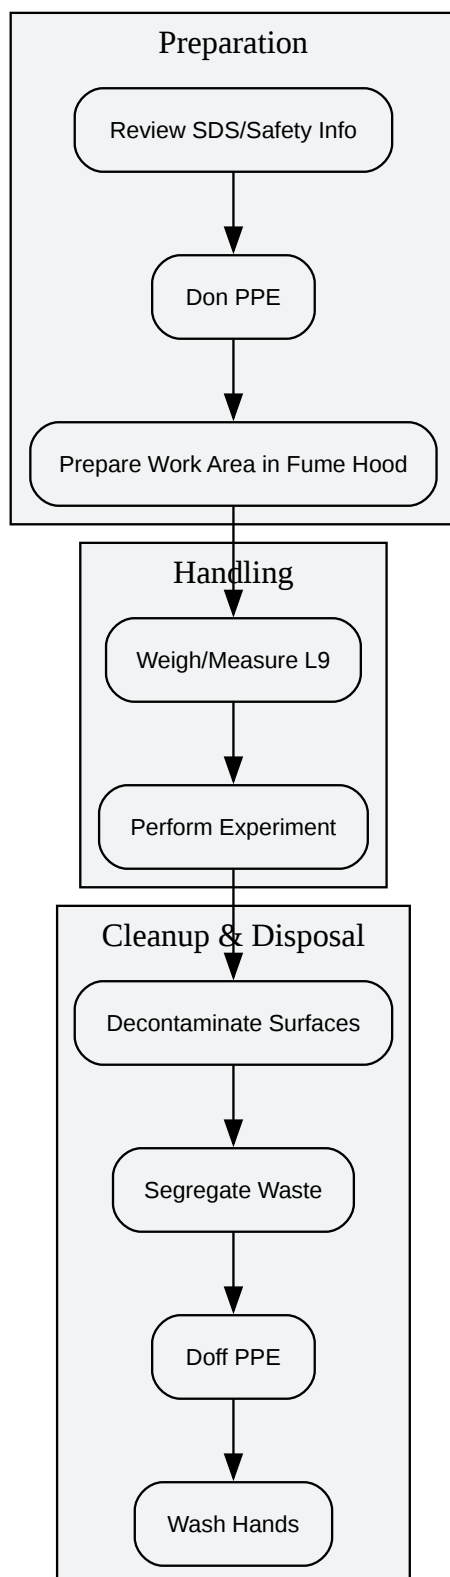 Preparation
Review SDS/Safety Info
Don PPE
Prepare Work Area in Fume Hood
Handling
Weigh/Measure L9
Perform Experiment
Cleanup & Disposal
Decontaminate Surfaces
Segregate Waste
Doff PPE
Wash Hands